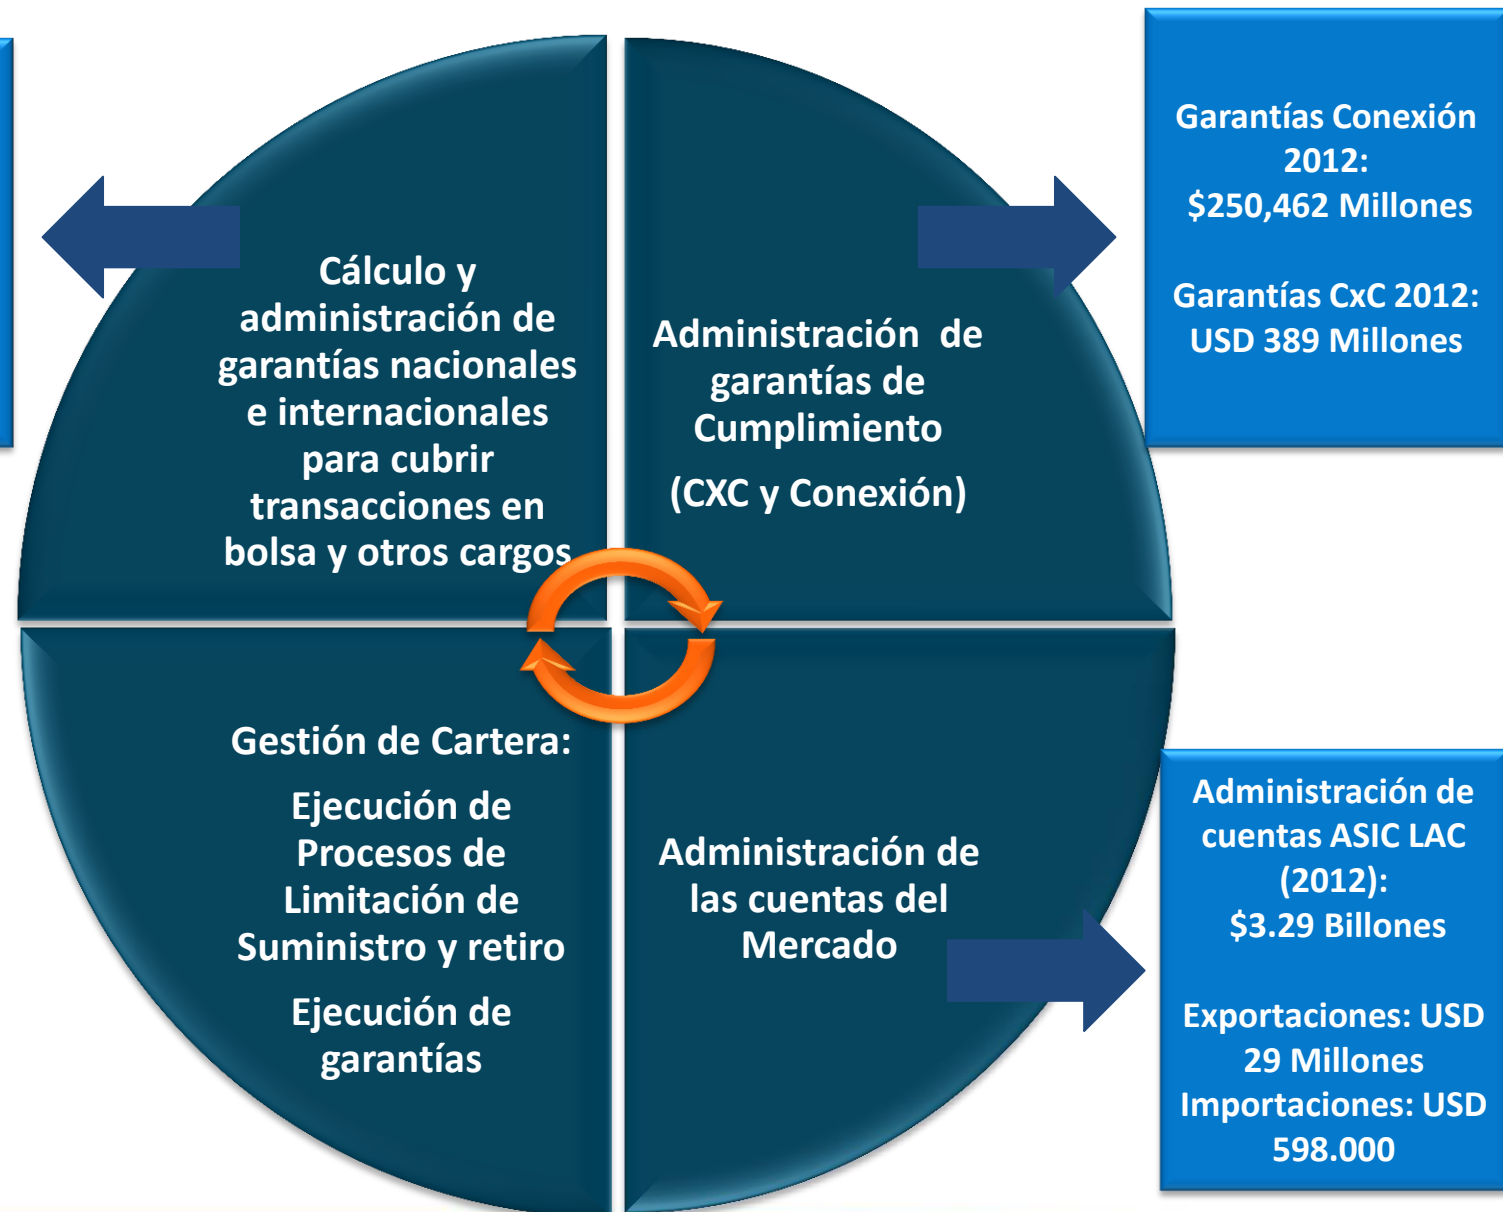 Cálculo y
administración de
garantías nacionales
e internacionales
para cubrir
transacciones en
bolsa y otros cargos
Administración de
garantías de
Cumplimiento
(CXC y Conexión)
Garantías Conexión
2012:
$250,462 Millones
Garantías CxC 2012:
USD 389 Millones
Gestión de Cartera:
Ejecución de
Procesos de
Limitación de
Suministro y retiro
Ejecución de
garantías
Administración de
las cuentas del
Mercado
Administración de
cuentas ASIC LAC
(2012):
$3.29 Billones
Exportaciones: USD
29 Millones
Importaciones: USD
598.000